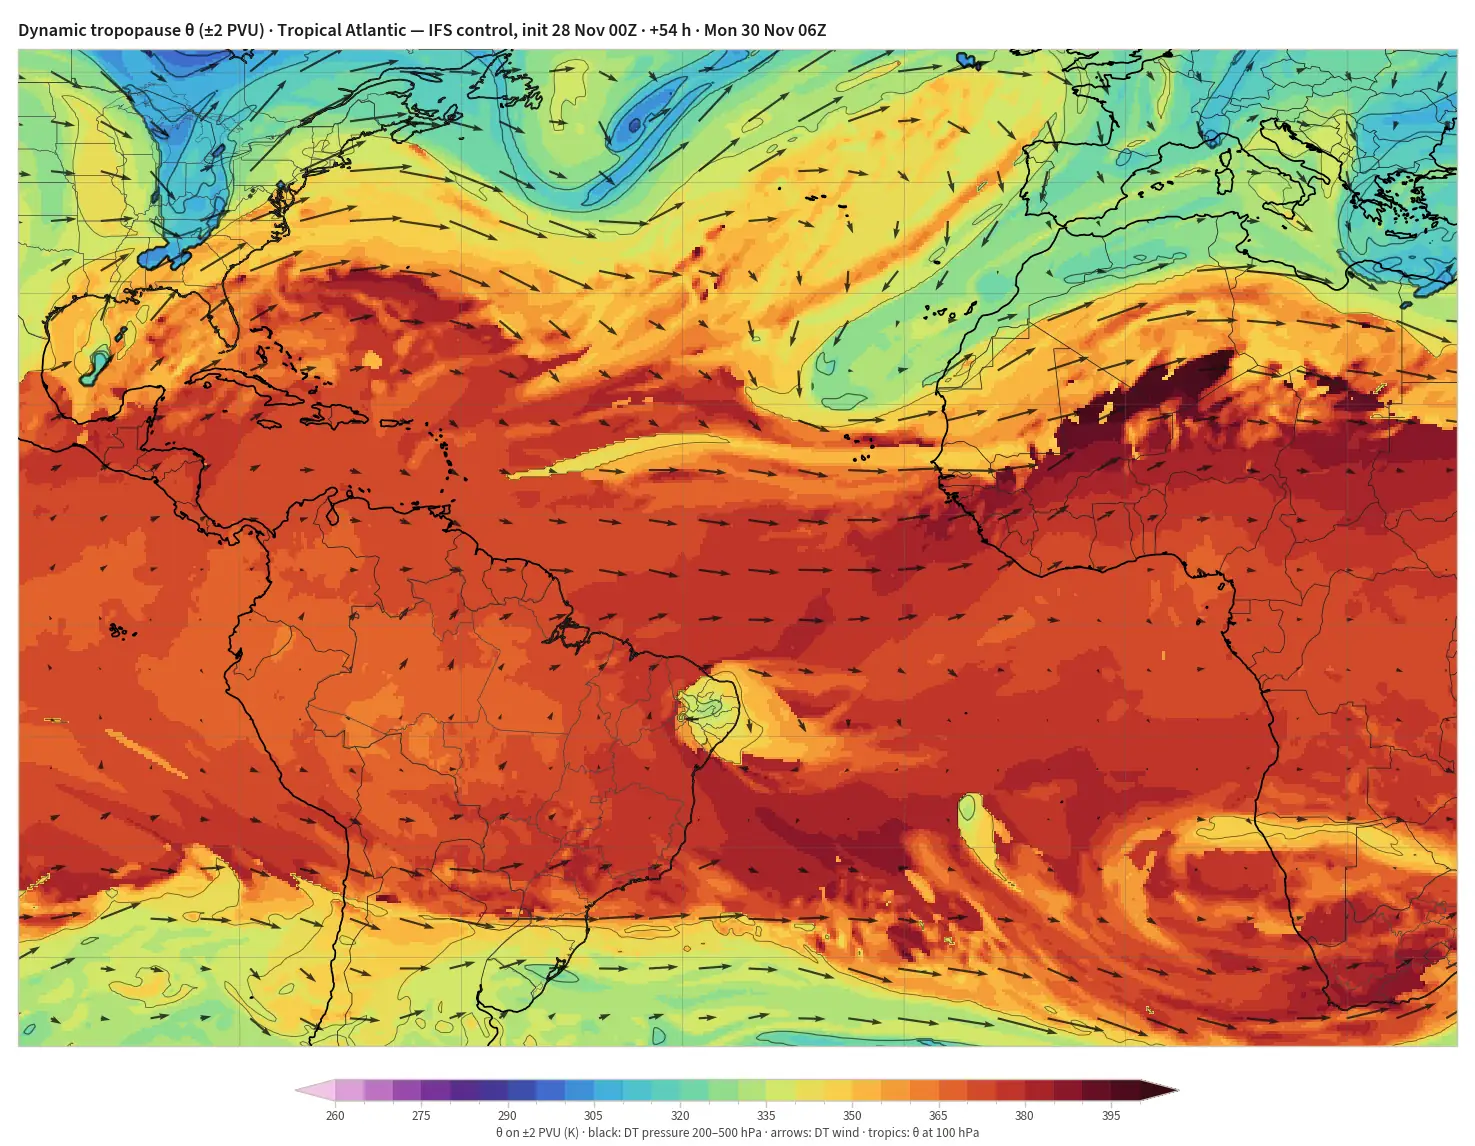 Dynamic tropopause θ (±2 PVU) · Tropical Atlantic — IFS control, init 28 Nov 00Z · +54 h · Mon 30 Nov 06Z
260 275 290 305 320 335 350 365 380 395
θ on ±2 PVU (K) · black: DT pressure 200–500 hPa · arrows: DT wind · tropics: θ at 100 hPa